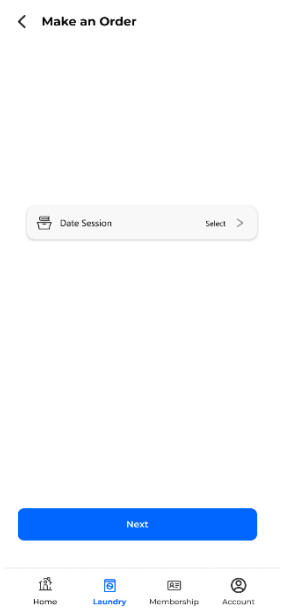 Make an Order
Date Session Select
Next
Home Laundry Membership Account